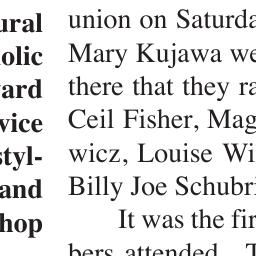 ural
olic
ard
vice
styl-
and
hop
union on Saturda
Mary Kujawa we
there that they ra
Ceil Fisher, Mag
wicz, Louise Wi
Billy Joe Schubri
It was the fir
bers attended. T